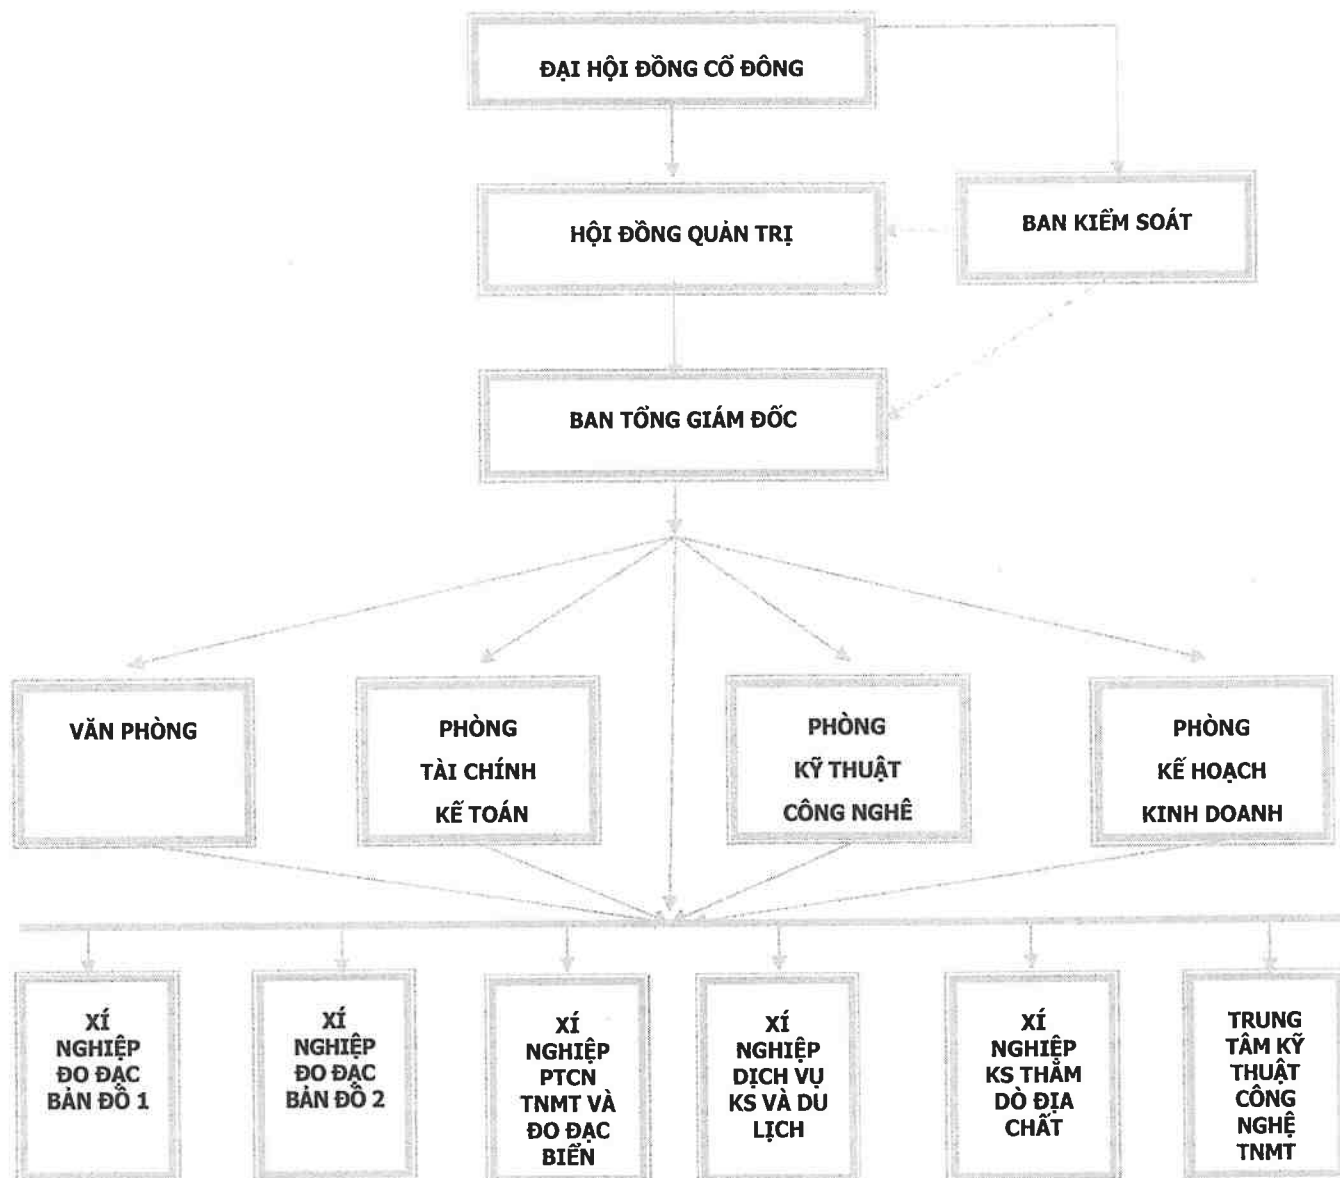 ĐẠI HỘI ĐỒNG CỔ ĐÔNG
HỘI ĐỒNG QUẢN TRỊ
BAN KIỂM SOÁT
BAN TỔNG GIÁM ĐỐC
VĂN PHÒNG
PHÒNG
TÀI CHÍNH
KẾ TOÁN
PHÒNG
KỸ THUẬT
CÔNG NGHÊ
PHÒNG
KẾ HOẠCH
KINH DOANH
XÍ
NGHIỆP
ĐO ĐẠC
BẢN ĐỒ 1
XÍ
NGHIỆP
ĐO ĐẠC
BẢN ĐỒ 2
XÍ
NGHIỆP
PTCN
TNMT VÀ
ĐO ĐẠC
BIỂN
XÍ
NGHIỆP
DỊCH VỤ
KS VÀ DU
LỊCH
XÍ
NGHIỆP
KS THĂM
DÒ ĐỊA
CHẤT
TRUNG
TÂM KỸ
THUẬT
CÔNG
NGHỆ
TNMT